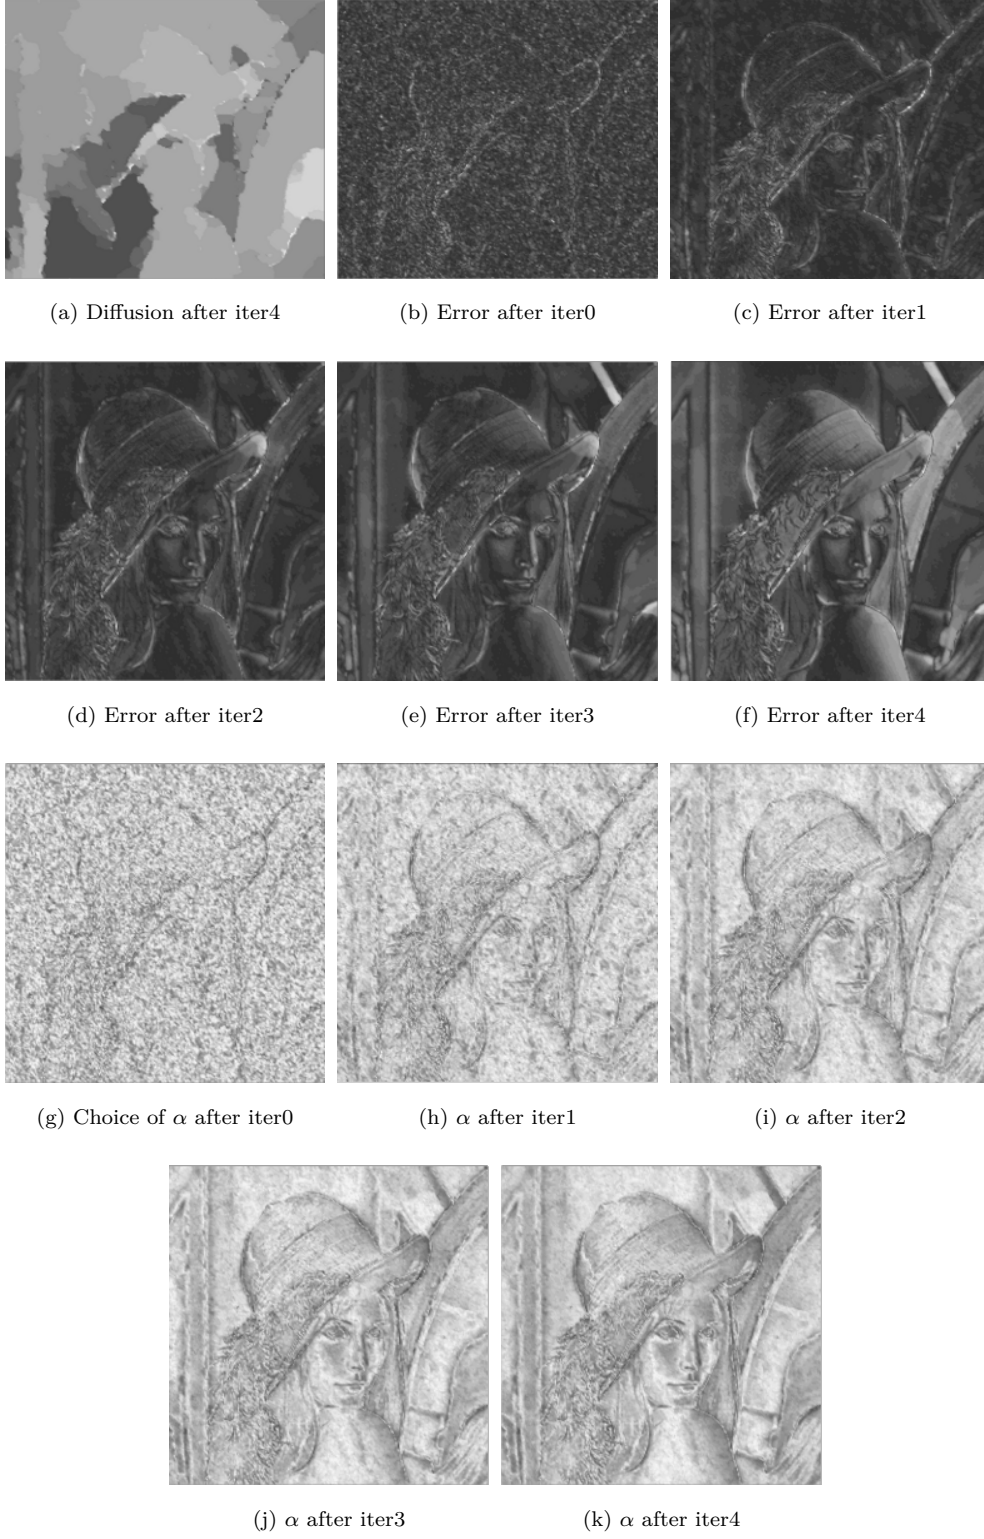 (a) Diffusion after iter4
(b) Error after iter0
(c) Error after iter1
(d) Error after iter2
(e) Error after iter3
(f) Error after iter4
(g) Choice of α after iter0
(h) α after iter1
(i) α after iter2
(j) α after iter3
(k) α after iter4